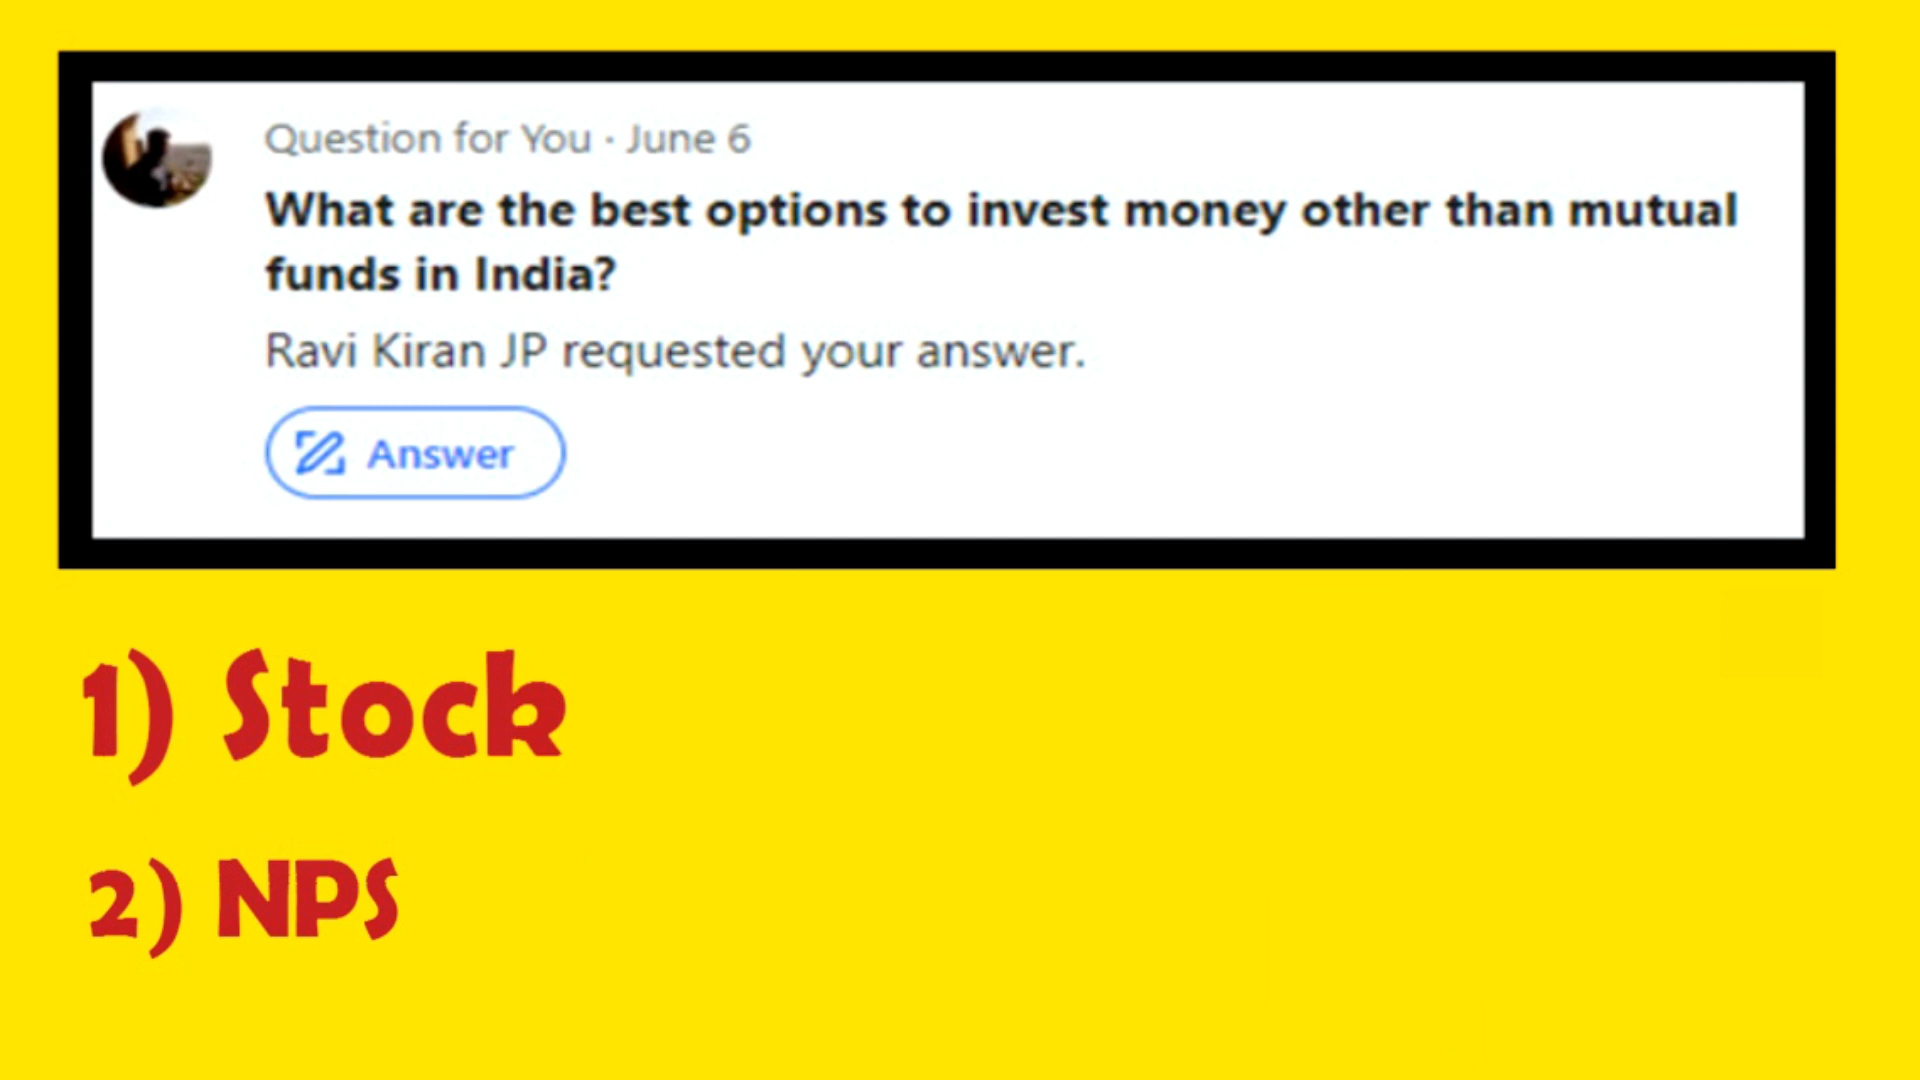 Question for You · June 6
What are the best options to invest money other than mutual
funds in India?
Ravi Kiran JP requested your answer.
Answer
1) Stock
2) NPS